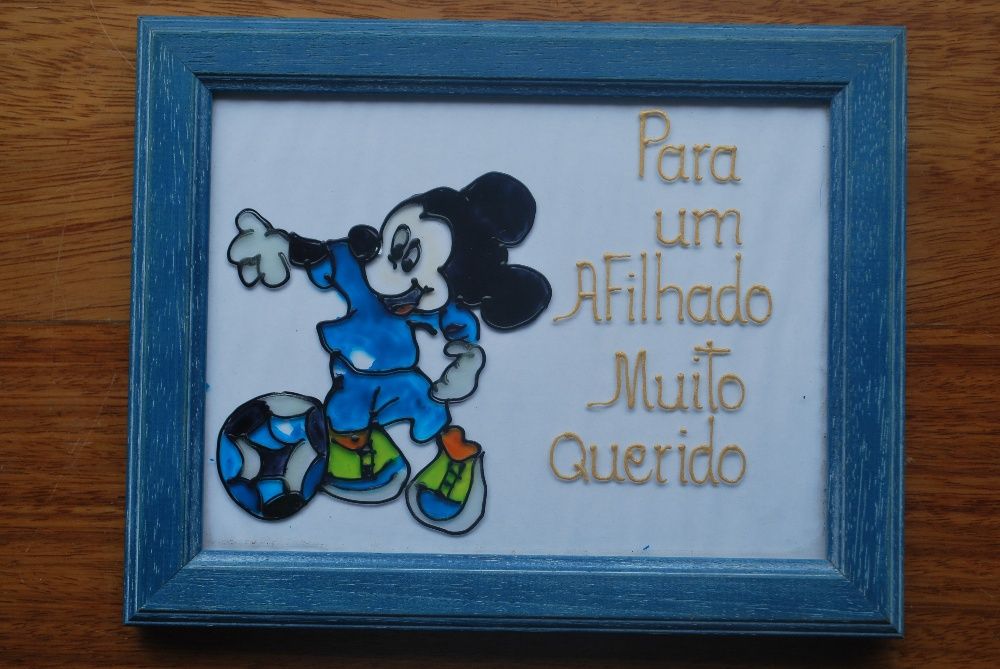 Para
um
Afilhado
Muito
Querido